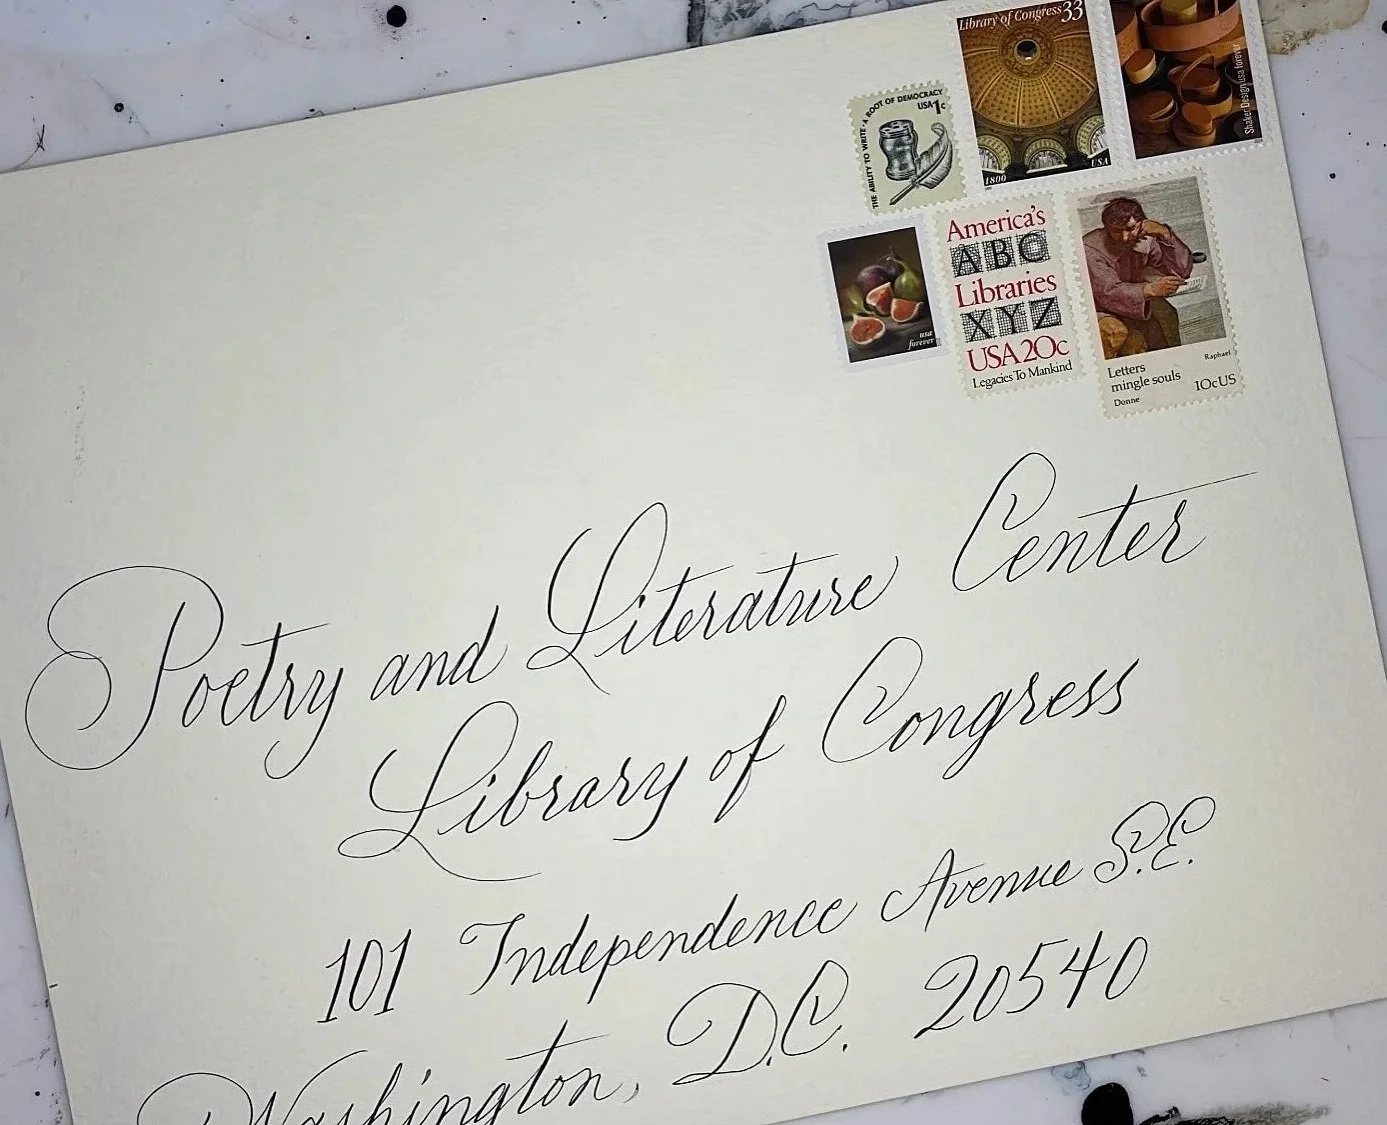 Library of Congress 33
1800
USA
Shaker Design usa forever
THE ABILITY TO WRITE • A ROOT OF DEMOCRACY
USA 1c
usa
forever
America's
ABC
Libraries
XYZ
USA 20c
Legacies To Mankind
Raphael
Letters
mingle souls
Donne
10c US
Poetry and Literature Center
Library of Congress
101 Independence Avenue S.E.
Washington, D.C. 20540